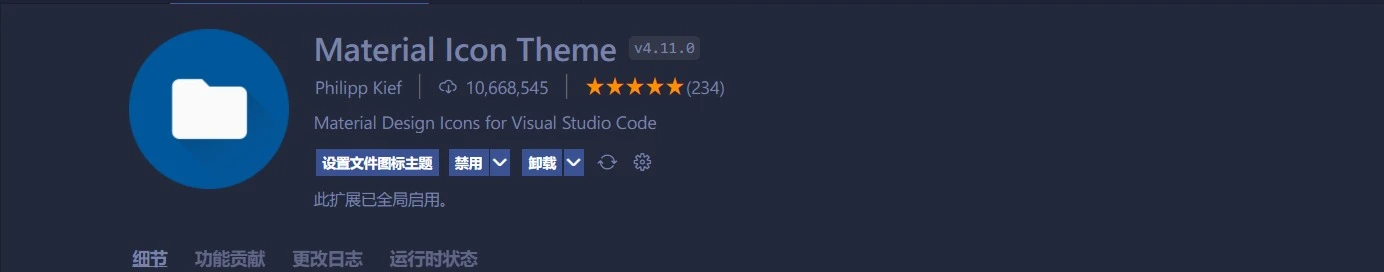 Material Icon Theme v4.11.0
Philipp Kief 10,668,545 ★★★★★(234)
Material Design Icons for Visual Studio Code
设置文件图标主题 禁用 卸载
此扩展已全局启用。
细节 功能贡献 更改日志 运行时状态